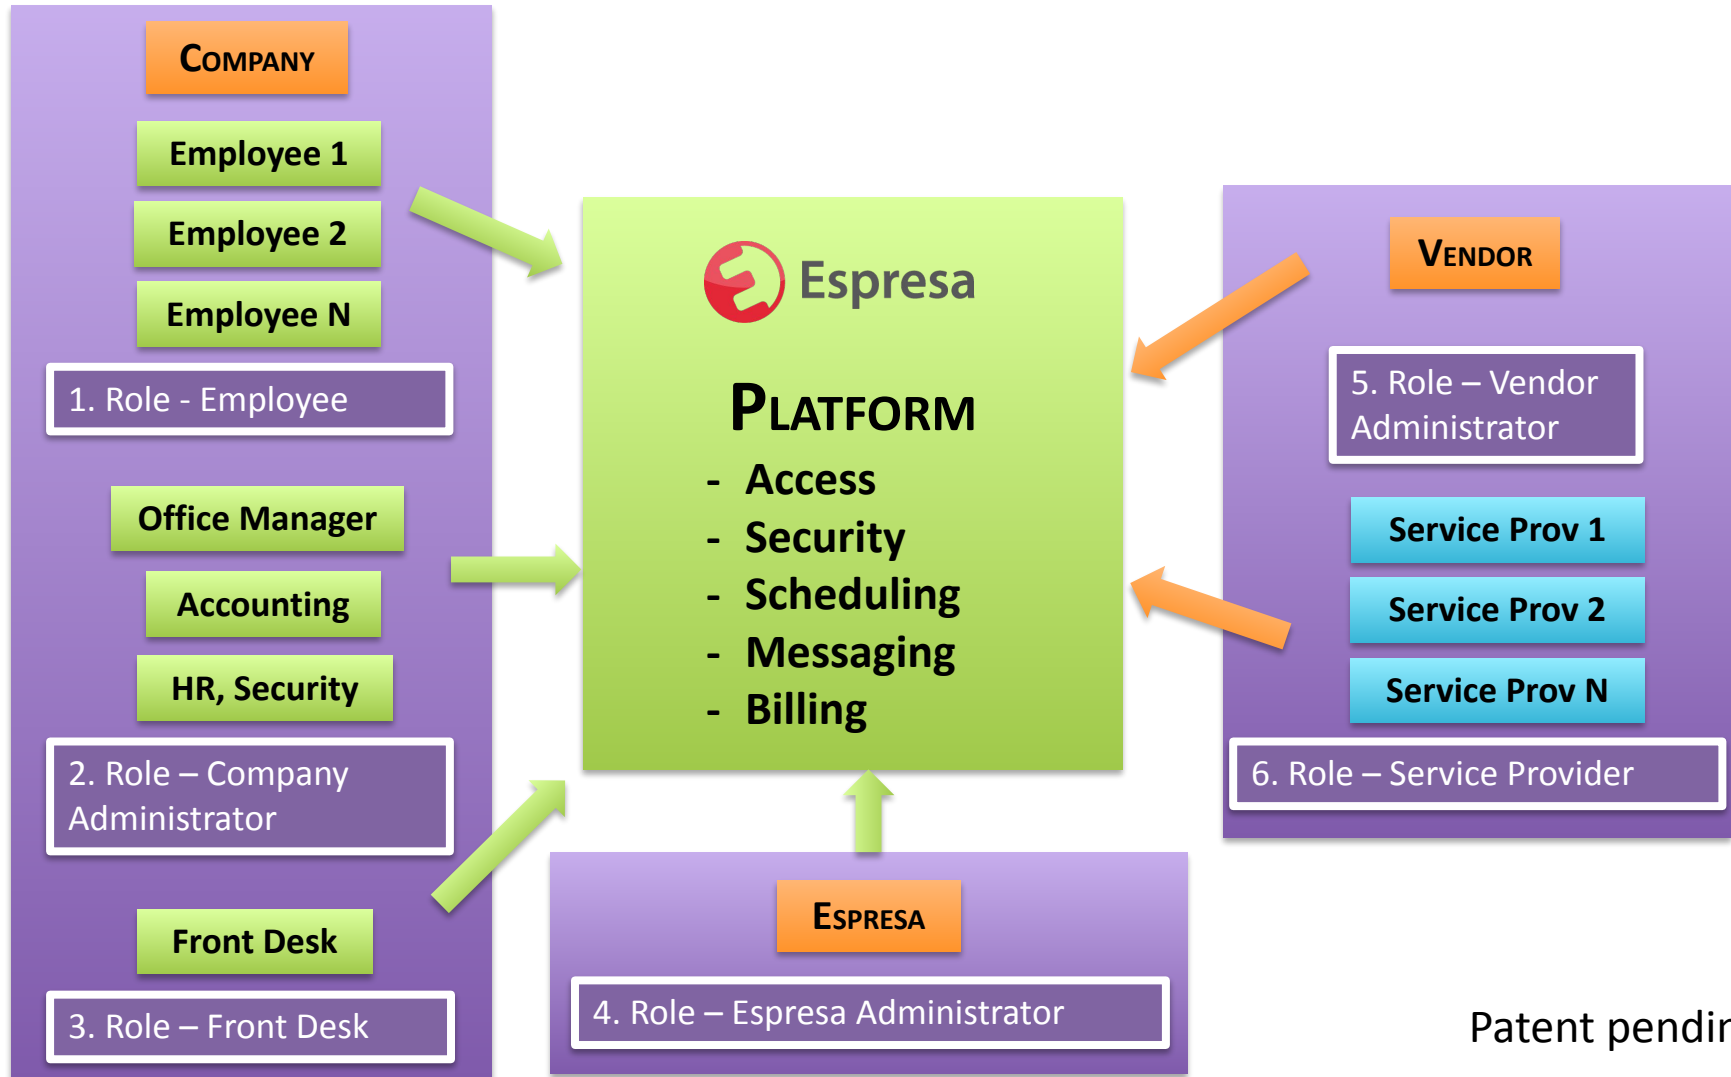 COMPANY
Employee 1
Employee 2
Employee N
1. Role - Employee
Office Manager
Accounting
HR, Security
2. Role – Company
Administrator
Front Desk
3. Role – Front Desk
Espresa
PLATFORM
- Access
- Security
- Scheduling
- Messaging
- Billing
ESPRESA
4. Role – Espresa Administrator
VENDOR
5. Role – Vendor
Administrator
Service Prov 1
Service Prov 2
Service Prov N
6. Role – Service Provider
Patent